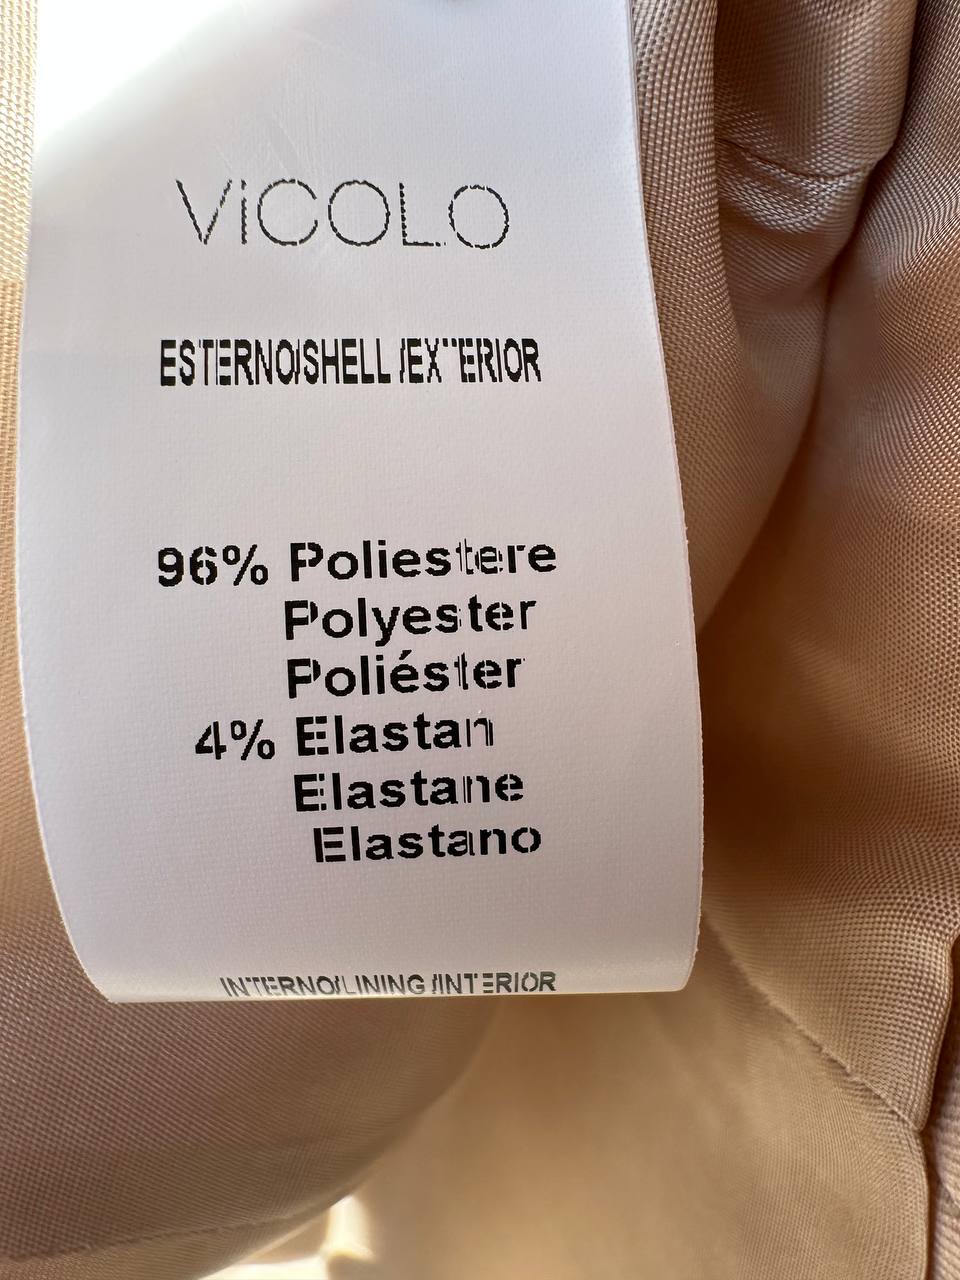 ViCOLO
ESTERNO/SHELL/EXTERIOR
96% Poliestere
Polyester
Poliéster
4% Elastan
Elastane
Elastano
INTERNO/LINING/INTERIOR